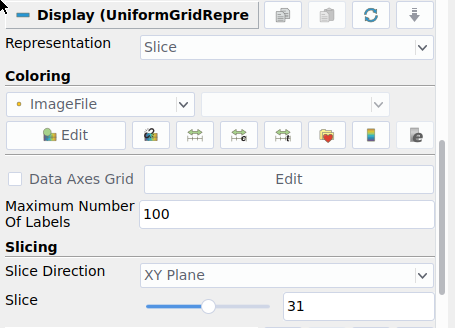 Display (UniformGridRepre
Representation Slice
Coloring
ImageFile
Edit
Data Axes Grid Edit
Maximum Number
Of Labels 100
Slicing
Slice Direction XY Plane
Slice 31